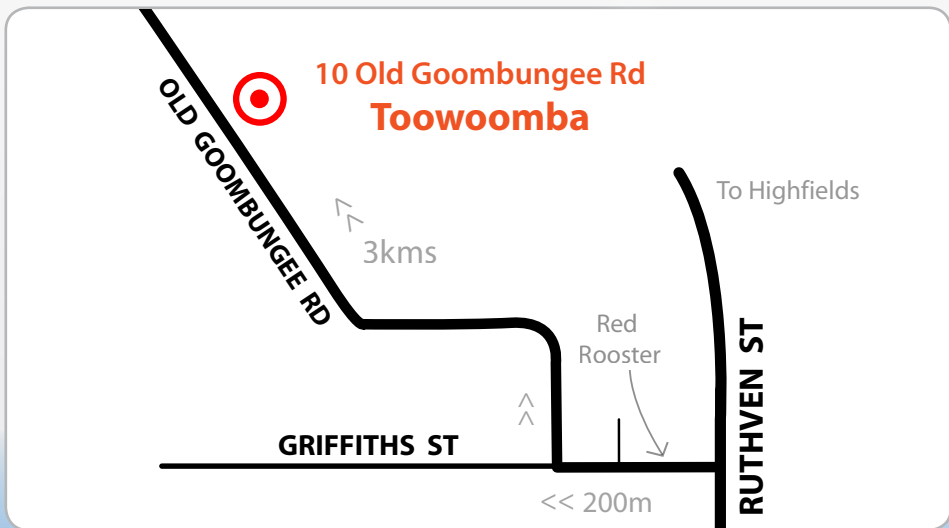 10 Old Goombungee Rd
Toowoomba
OLD GOOMBUNGEE RD
To Highfields
3kms
Red
Rooster
RUTHVEN ST
GRIFFITHS ST
<< 200m